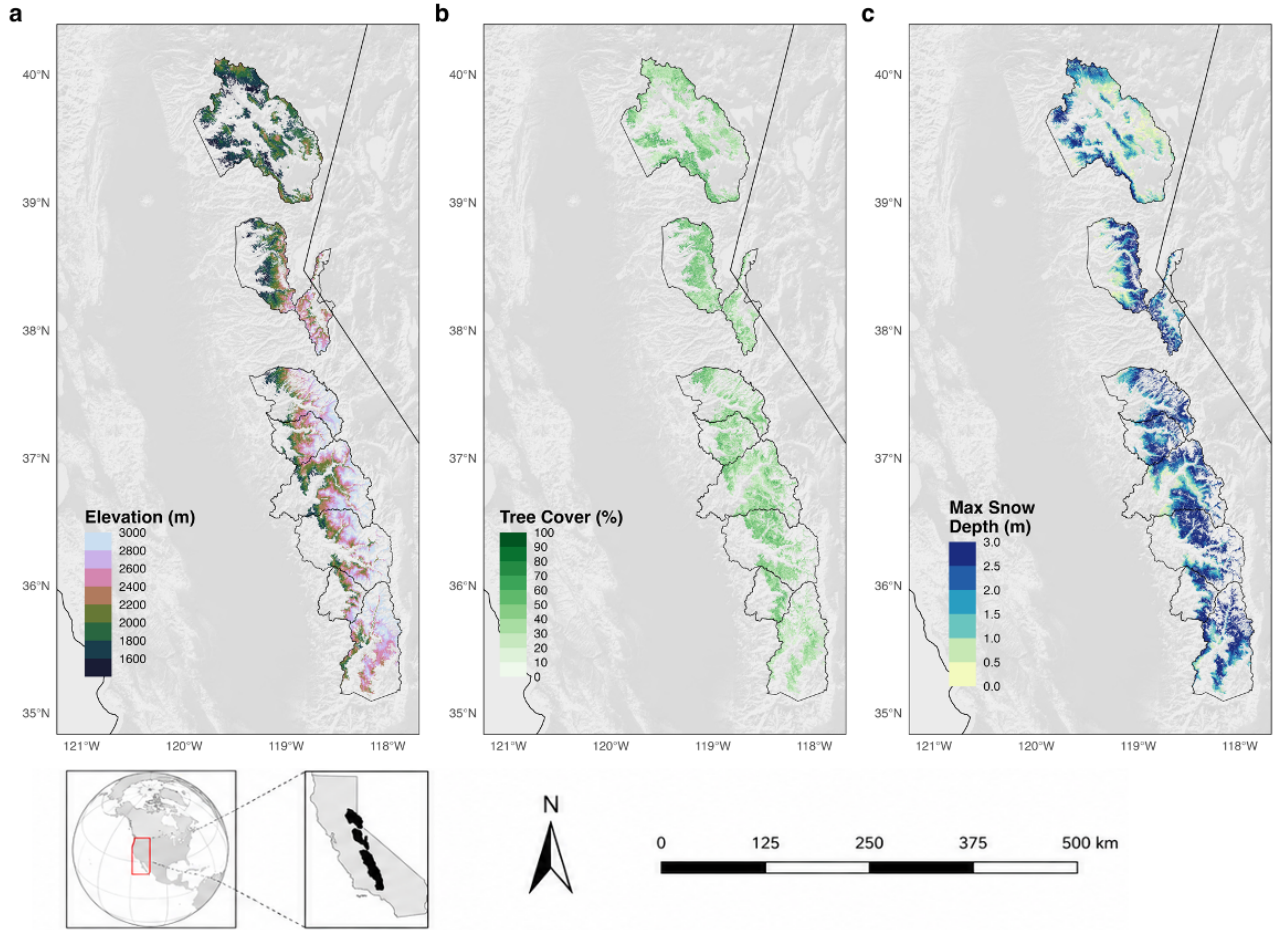 a
b
c
40°N
39°N
38°N
37°N
36°N
35°N
Elevation (m)
3000
2800
2600
2400
2200
2000
1800
1600
121°W
120°W
119°W
118°W
40°N
39°N
38°N
37°N
36°N
35°N
Tree Cover (%)
100
90
80
70
60
50
40
30
20
10
0
121°W
120°W
119°W
118°W
40°N
39°N
38°N
37°N
36°N
35°N
Max Snow
Depth (m)
3.0
2.5
2.0
1.5
1.0
0.5
0.0
121°W
120°W
119°W
118°W
N
0
125
250
375
500 km